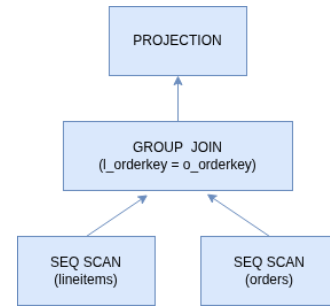 PROJECTION
GROUP JOIN
(l_orderkey = o_orderkey)
SEQ SCAN
(lineitems)
SEQ SCAN
(orders)